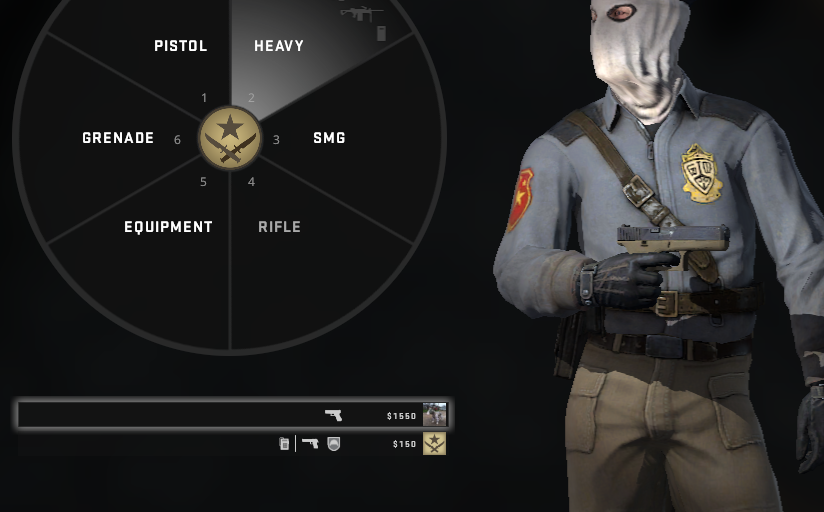 PISTOL HEAVY
1 2
GRENADE 6 3 SMG
5 4
EQUIPMENT RIFLE
$1550
$150